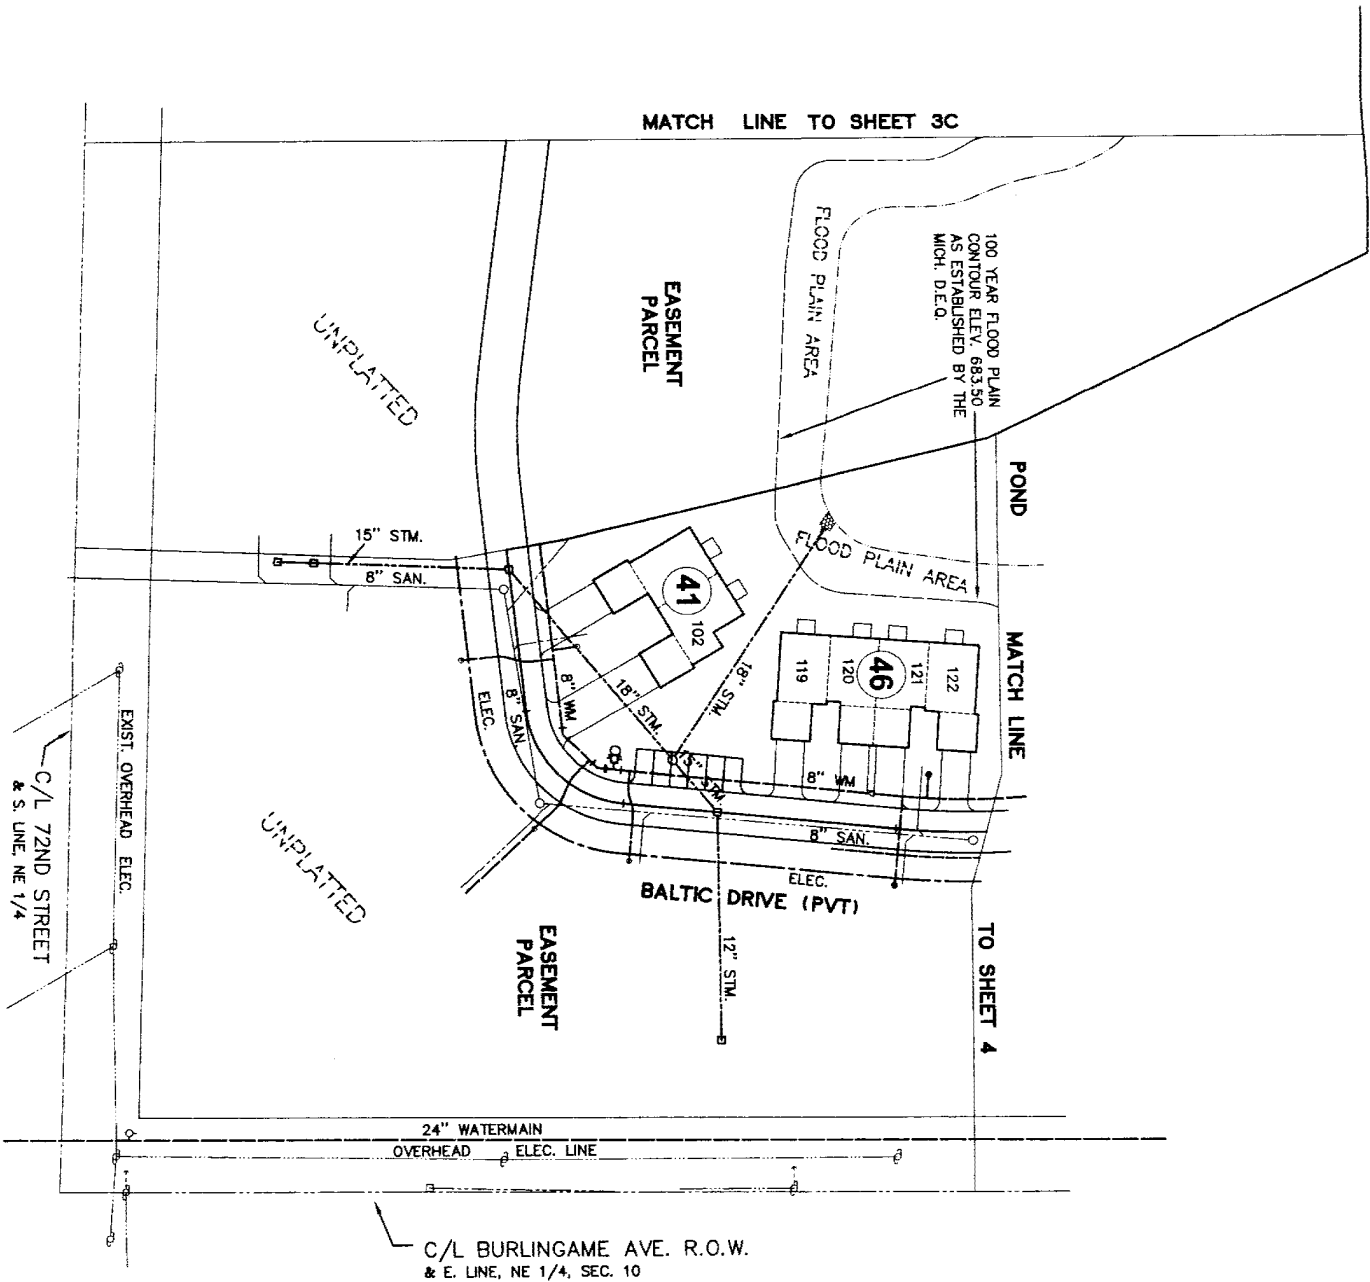 MATCH LINE TO SHEET 3C
100 YEAR FLOOD PLAIN
CONTOUR ELEV. 683.50
AS ESTABLISHED BY THE
MICH. D.E.Q.
FLOOD PLAIN AREA
EASEMENT
PARCEL
UNPLATTED
POND
FLOOD PLAIN AREA
15" STM.
8" SAN.
41
102
18" STM.
18" STM.
15" STM.
119
120
46
121
122
MATCH LINE
TO SHEET 4
8" WM
8" SAN.
ELEC.
8" WM
8" SAN.
ELEC.
BALTIC DRIVE (PVT)
12" STM.
EASEMENT
PARCEL
UNPLATTED
EXIST. OVERHEAD ELEC.
C/L 72ND STREET
& S. LINE, NE 1/4
24" WATERMAIN
OVERHEAD ELEC. LINE
C/L BURLINGAME AVE. R.O.W.
& E. LINE, NE 1/4, SEC. 10